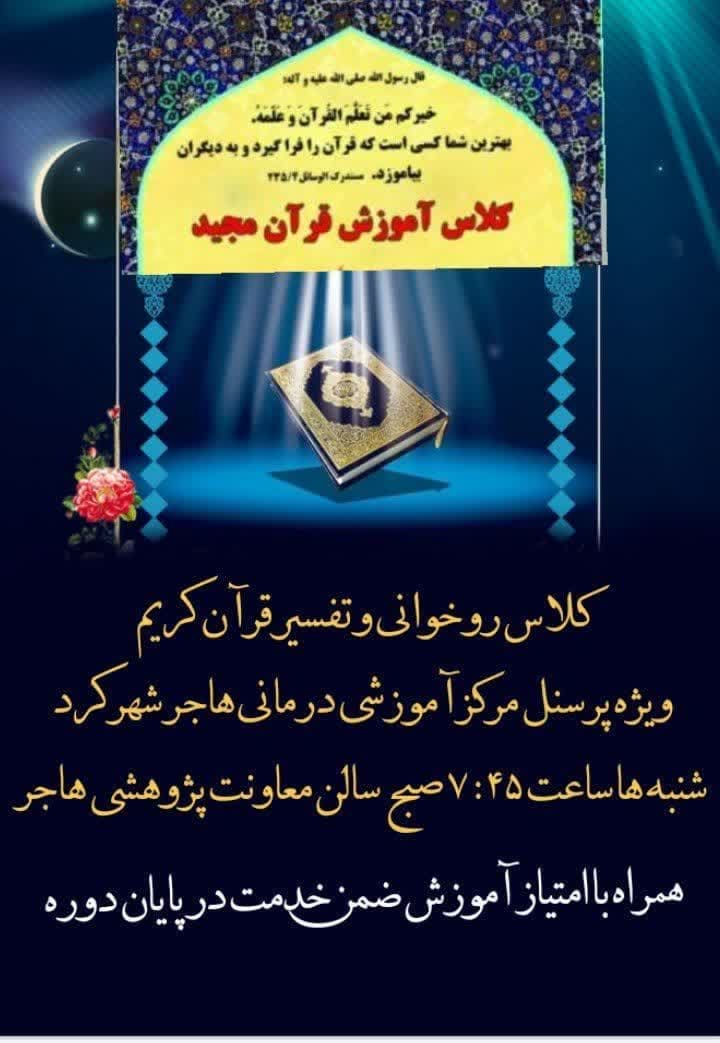 قال رسول الله صلی الله علیه و آله:
خیرکم مَن تَعَلَّمَ القُرآنَ وَ عَلَّمَهُ.
بهترین شما کسی است که قرآن را فرا گیرد و به دیگران
بیاموزد. مستدرک الوسائل ۲۳۵/۴
کلاس آموزش قرآن مجید
کلاس روخوانی و تفسیر قرآن کریم
ویژه پرسنل مرکز آموزشی درمانی هاجر شهرکرد
شنبه ها ساعت ۷:۴۵ صبح سالن معاونت پژوهشی هاجر
همراه با امتیاز آموزش ضمن خدمت در پایان دوره